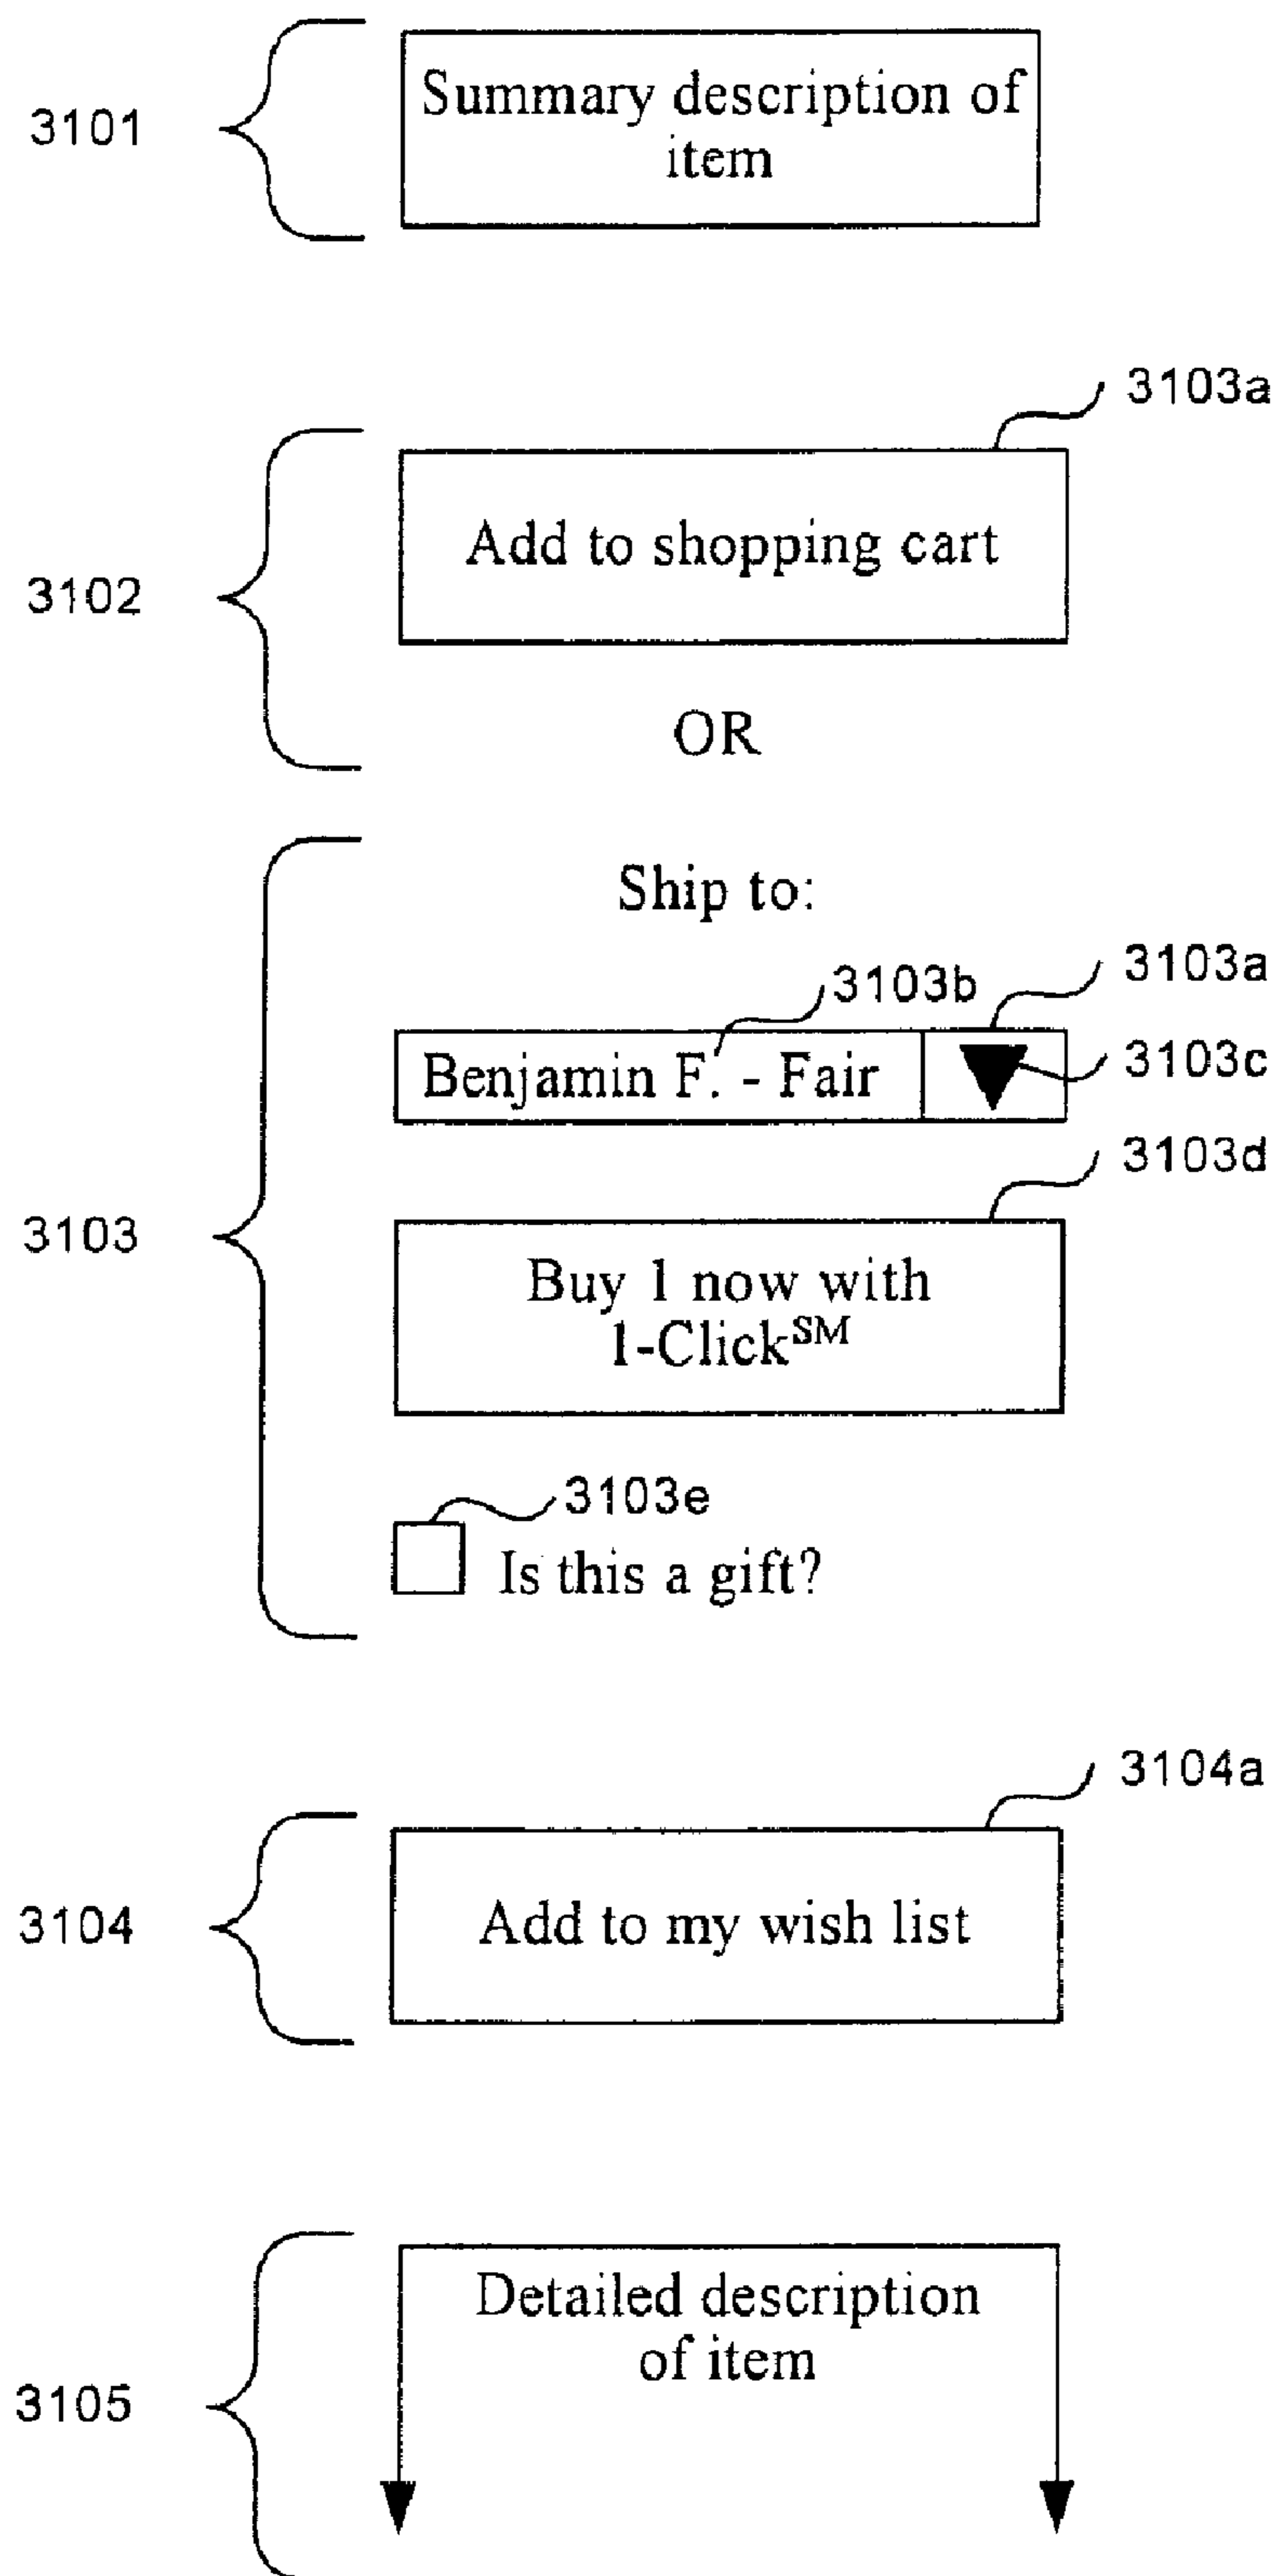 3101
Summary description of
item
3103a
3102
Add to shopping cart
OR
3103
Ship to:
3103b
3103a
Benjamin F. - Fair
3103c
3103d
Buy 1 now with
1-Click℠
3103e
Is this a gift?
3104a
3104
Add to my wish list
3105
Detailed description
of item